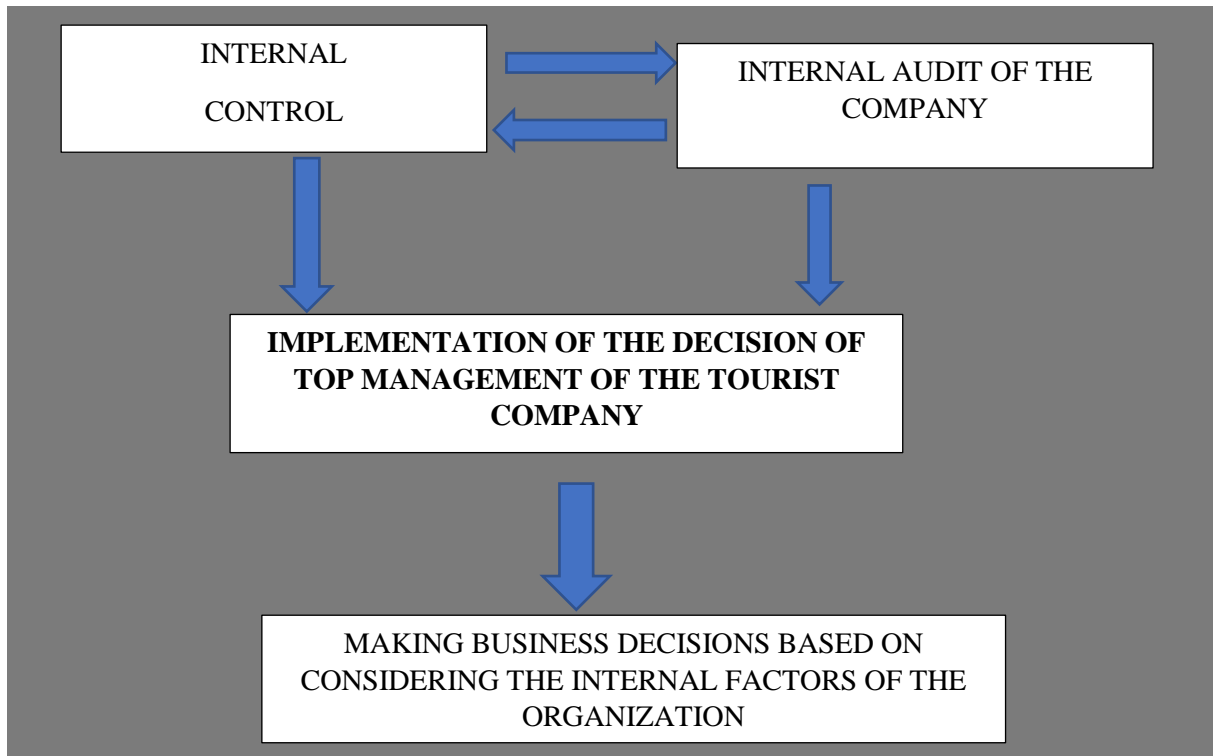 INTERNAL
CONTROL
INTERNAL AUDIT OF THE
COMPANY
IMPLEMENTATION OF THE DECISION OF
TOP MANAGEMENT OF THE TOURIST
COMPANY
MAKING BUSINESS DECISIONS BASED ON
CONSIDERING THE INTERNAL FACTORS OF THE
ORGANIZATION